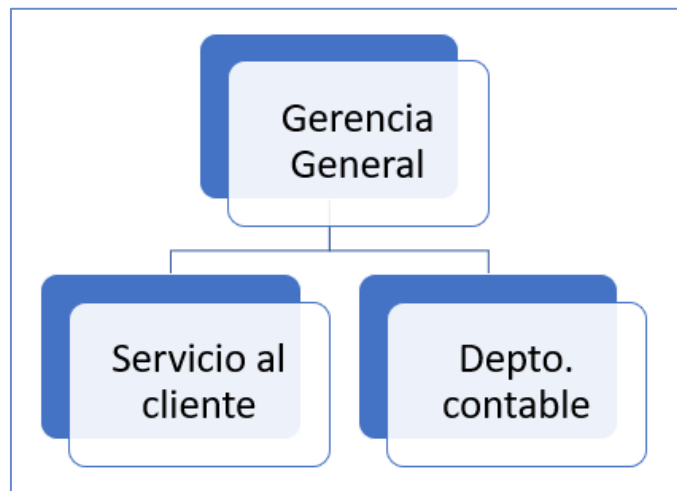 Gerencia
General
Servicio al
cliente
Depto.
contable